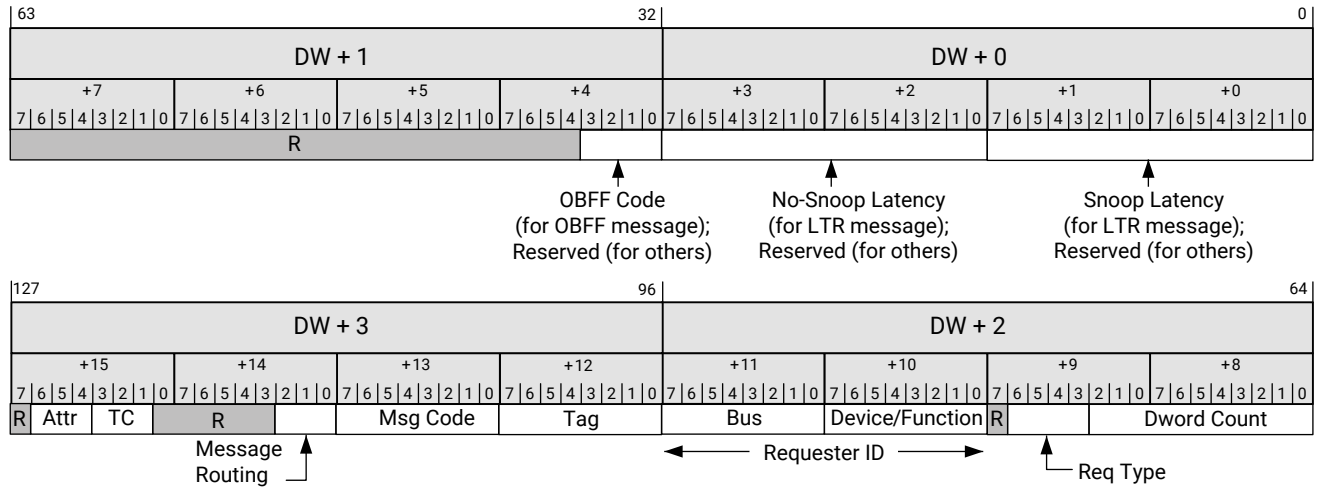 63 32 0
DW + 1 DW + 0
+7 +6 +5 +4 +3 +2 +1 +0
7 6 5 4 3 2 1 0 7 6 5 4 3 2 1 0 7 6 5 4 3 2 1 0 7 6 5 4 3 2 1 0 7 6 5 4 3 2 1 0 7 6 5 4 3 2 1 0 7 6 5 4 3 2 1 0 7 6 5 4 3 2 1 0
R
OBFF Code No-Snoop Latency Snoop Latency
(for OBFF message); (for LTR message); (for LTR message);
Reserved (for others) Reserved (for others) Reserved (for others)
127 96 64
DW + 3 DW + 2
+15 +14 +13 +12 +11 +10 +9 +8
7 6 5 4 3 2 1 0 7 6 5 4 3 2 1 0 7 6 5 4 3 2 1 0 7 6 5 4 3 2 1 0 7 6 5 4 3 2 1 0 7 6 5 4 3 2 1 0 7 6 5 4 3 2 1 0 7 6 5 4 3 2 1 0
R Attr TC R Msg Code Tag Bus Device/Function R Dword Count
Message Requester ID
Routing Req Type